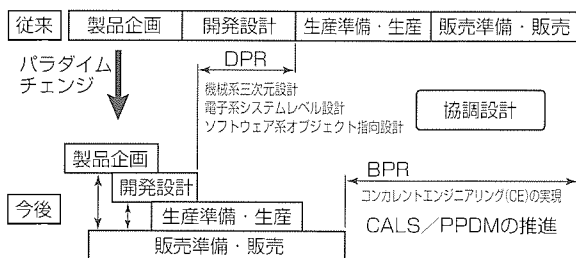 従来 製品企画 開発設計 生産準備・生産 販売準備・販売
パラダイム
チェンジ
DPR
機械系三次元設計
電子系システムレベル設計
ソフトウェア系オブジェクト指向設計
協調設計
製品企画
開発設計
今後
生産準備・生産
販売準備・販売
BPR
コンカレントエンジニアリング(CE)の実現
CALS/PPDMの推進